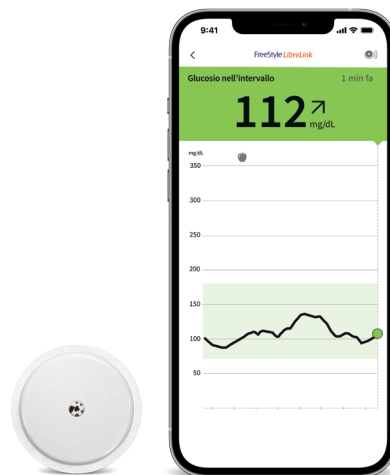 9:41
FreeStyle LibreLink
Glucosio nell'intervallo 1 min fa
112
mg/dL
mg/dL
350
300
250
200
150
100
50